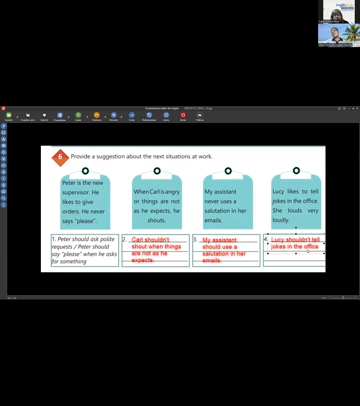 6 Provide a suggestion about the next situations at work.
Peter is the new
supervisor. He
likes to give
orders. He never
says "please".
When Carl is angry
or things are not
as he expects, he
shouts.
My assistant
never uses a
salutation in her
emails.
Lucy likes to tell
jokes in the office.
She louds very
loudly.
1. Peter should ask polite
requests / Peter should
say "please" when he asks
for something
2. Carl shouldn't
shout when things
are not as he
expects.
3. My assistant
should use a
salutation in her
emails.
4. Lucy shouldn't tell
jokes in the office